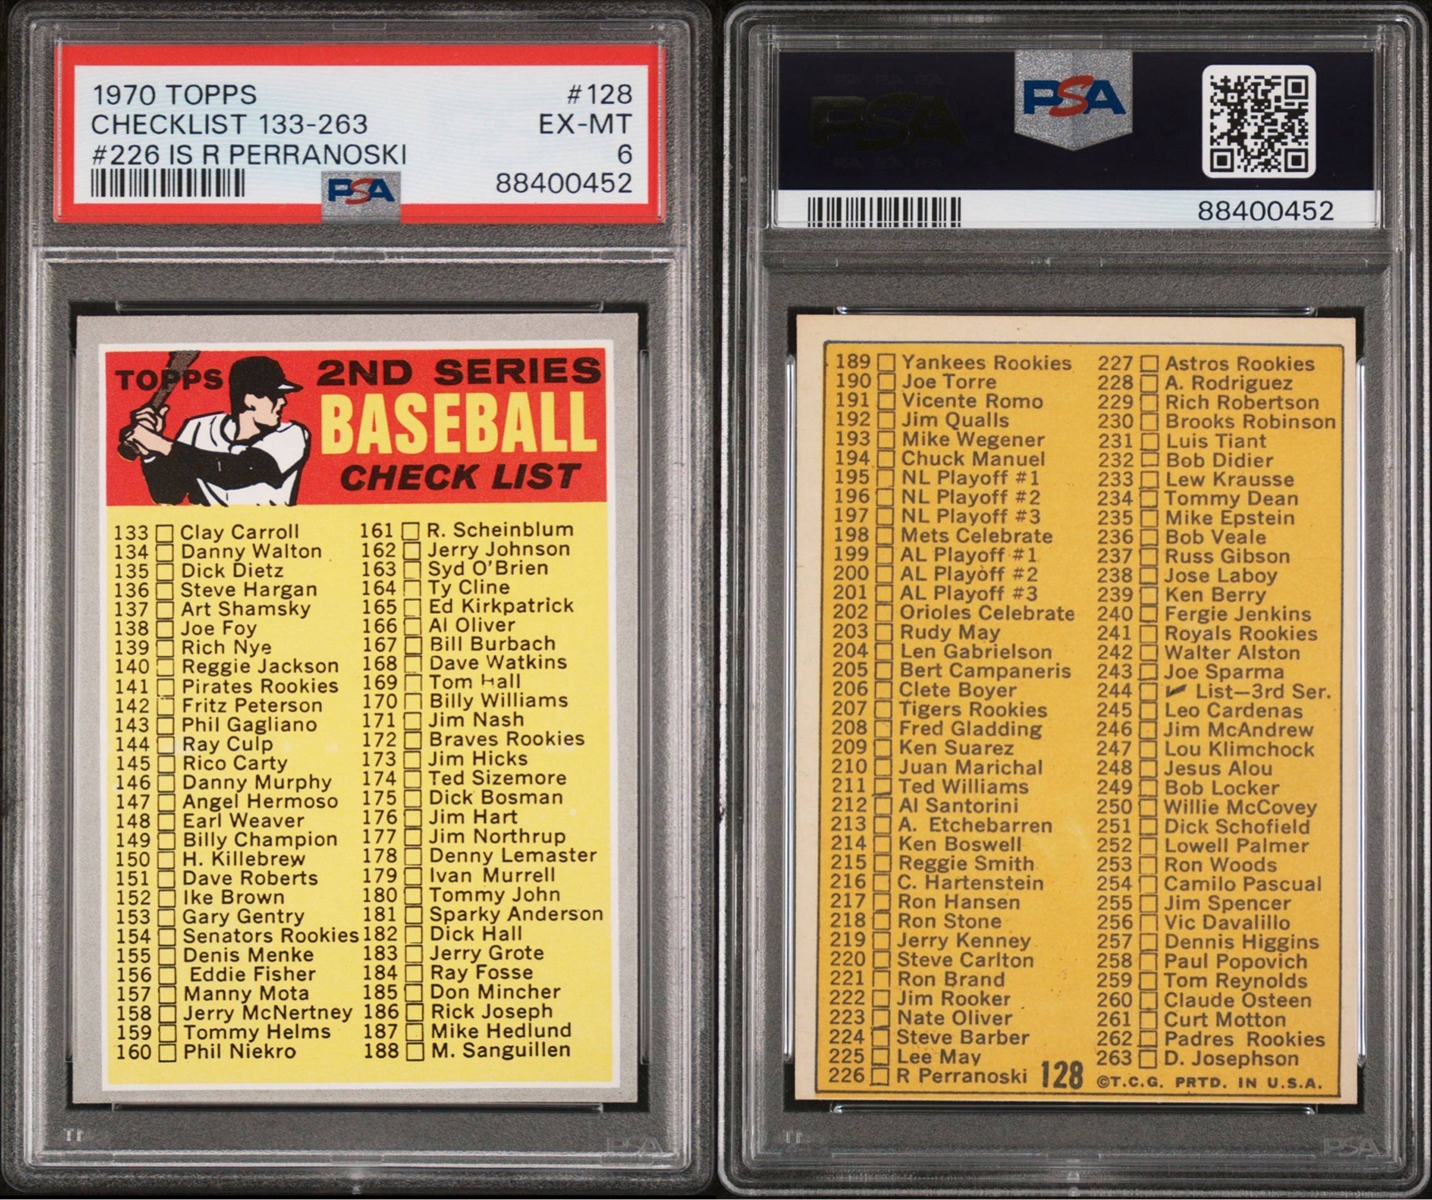 1970 TOPPS #128
CHECKLIST 133-263 EX-MT
#226 IS R PERRANOSKI 6
PSA 88400452
TOPPS 2ND SERIES
BASEBALL
CHECK LIST
133 Clay Carroll
134 Danny Walton
135 Dick Dietz
136 Steve Hargan
137 Art Shamsky
138 Joe Foy
139 Rich Nye
140 Reggie Jackson
141 Pirates Rookies
142 Fritz Peterson
143 Phil Gagliano
144 Ray Culp
145 Rico Carty
146 Danny Murphy
147 Angel Hermoso
148 Earl Weaver
149 Billy Champion
150 H. Killebrew
151 Dave Roberts
152 Ike Brown
153 Gary Gentry
154 Senators Rookies
155 Denis Menke
156 Eddie Fisher
157 Manny Mota
158 Jerry McNertney
159 Tommy Helms
160 Phil Niekro
161 R. Scheinblum
162 Jerry Johnson
163 Syd O'Brien
164 Ty Cline
165 Ed Kirkpatrick
166 Al Oliver
167 Bill Burbach
168 Dave Watkins
169 Tom Hall
170 Billy Williams
171 Jim Nash
172 Braves Rookies
173 Jim Hicks
174 Ted Sizemore
175 Dick Bosman
176 Jim Hart
177 Jim Northrup
178 Denny Lemaster
179 Ivan Murrell
180 Tommy John
181 Sparky Anderson
182 Dick Hall
183 Jerry Grote
184 Ray Fosse
185 Don Mincher
186 Rick Joseph
187 Mike Hedlund
188 M. Sanguillen
PSA
PSA PSA
88400452
189 Yankees Rookies
190 Joe Torre
191 Vicente Romo
192 Jim Qualls
193 Mike Wegener
194 Chuck Manuel
195 NL Playoff #1
196 NL Playoff #2
197 NL Playoff #3
198 Mets Celebrate
199 AL Playoff #1
200 AL Playoff #2
201 AL Playoff #3
202 Orioles Celebrate
203 Rudy May
204 Len Gabrielson
205 Bert Campaneris
206 Clete Boyer
207 Tigers Rookies
208 Fred Gladding
209 Ken Suarez
210 Juan Marichal
211 Ted Williams
212 Al Santorini
213 A. Etchebarren
214 Ken Boswell
215 Reggie Smith
216 C. Hartenstein
217 Ron Hansen
218 Ron Stone
219 Jerry Kenney
220 Steve Carlton
221 Ron Brand
222 Jim Rooker
223 Nate Oliver
224 Steve Barber
225 Lee May
226 R Perranoski
227 Astros Rookies
228 A. Rodriguez
229 Rich Robertson
230 Brooks Robinson
231 Luis Tiant
232 Bob Didier
233 Lew Krausse
234 Tommy Dean
235 Mike Epstein
236 Bob Veale
237 Russ Gibson
238 Jose Laboy
239 Ken Berry
240 Fergie Jenkins
241 Royals Rookies
242 Walter Alston
243 Joe Sparma
244 ✓ List—3rd Ser.
245 Leo Cardenas
246 Jim McAndrew
247 Lou Klimchock
248 Jesus Alou
249 Bob Locker
250 Willie McCovey
251 Dick Schofield
252 Lowell Palmer
253 Ron Woods
254 Camilo Pascual
255 Jim Spencer
256 Vic Davalillo
257 Dennis Higgins
258 Paul Popovich
259 Tom Reynolds
260 Claude Osteen
261 Curt Motton
262 Padres Rookies
263 D. Josephson
128 ©T.C.G. PRTD. IN U.S.A.
PSA